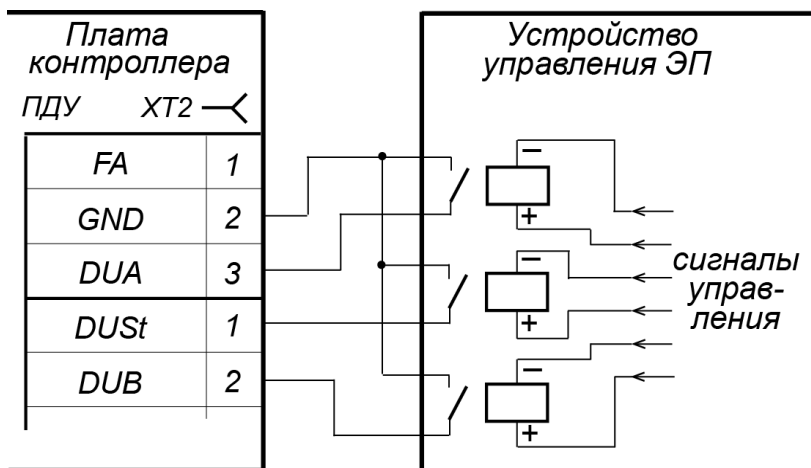 Плата
контроллера
ПДУ XT2
FA 1
GND 2
DUA 3
DUSt 1
DUB 2
Устройство
управления ЭП
−
+
−
+
−
+
сигналы
управ-
ления